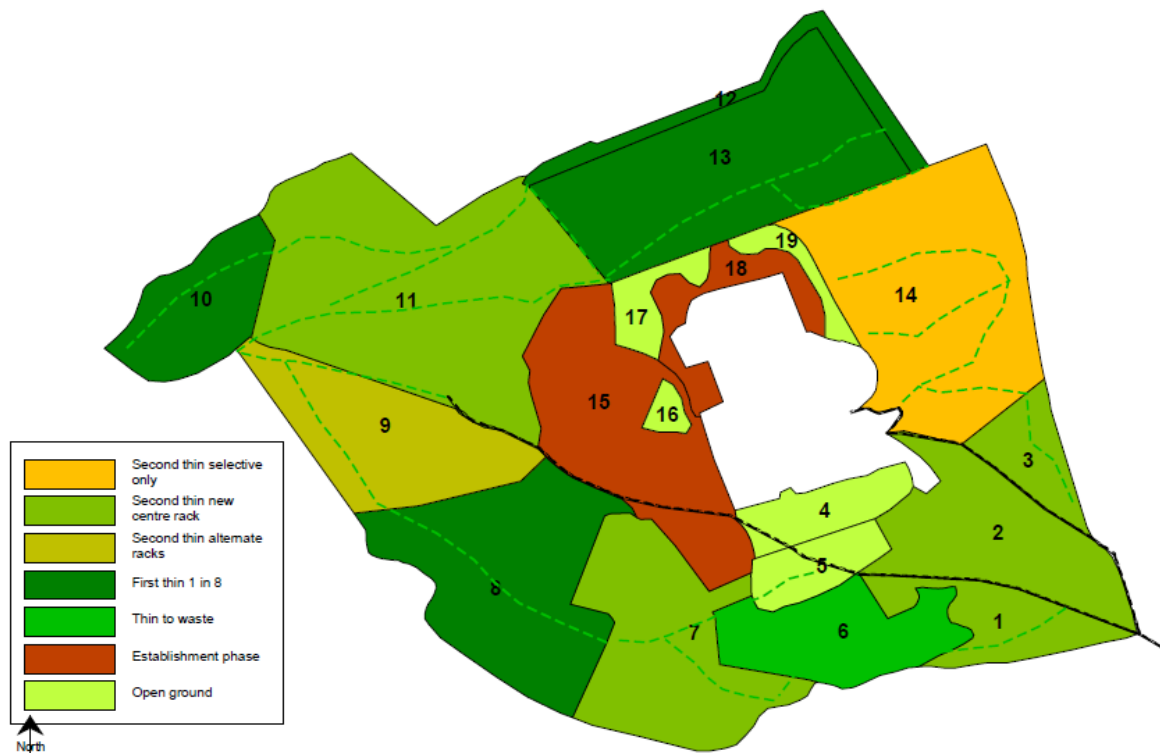 12
13
19
18
10
11
17
14
15
16
9
3
4
2
5
8
7
6
1
Second thin selective
only
Second thin new
centre rack
Second thin alternate
racks
First thin 1 in 8
Thin to waste
Establishment phase
Open ground
North